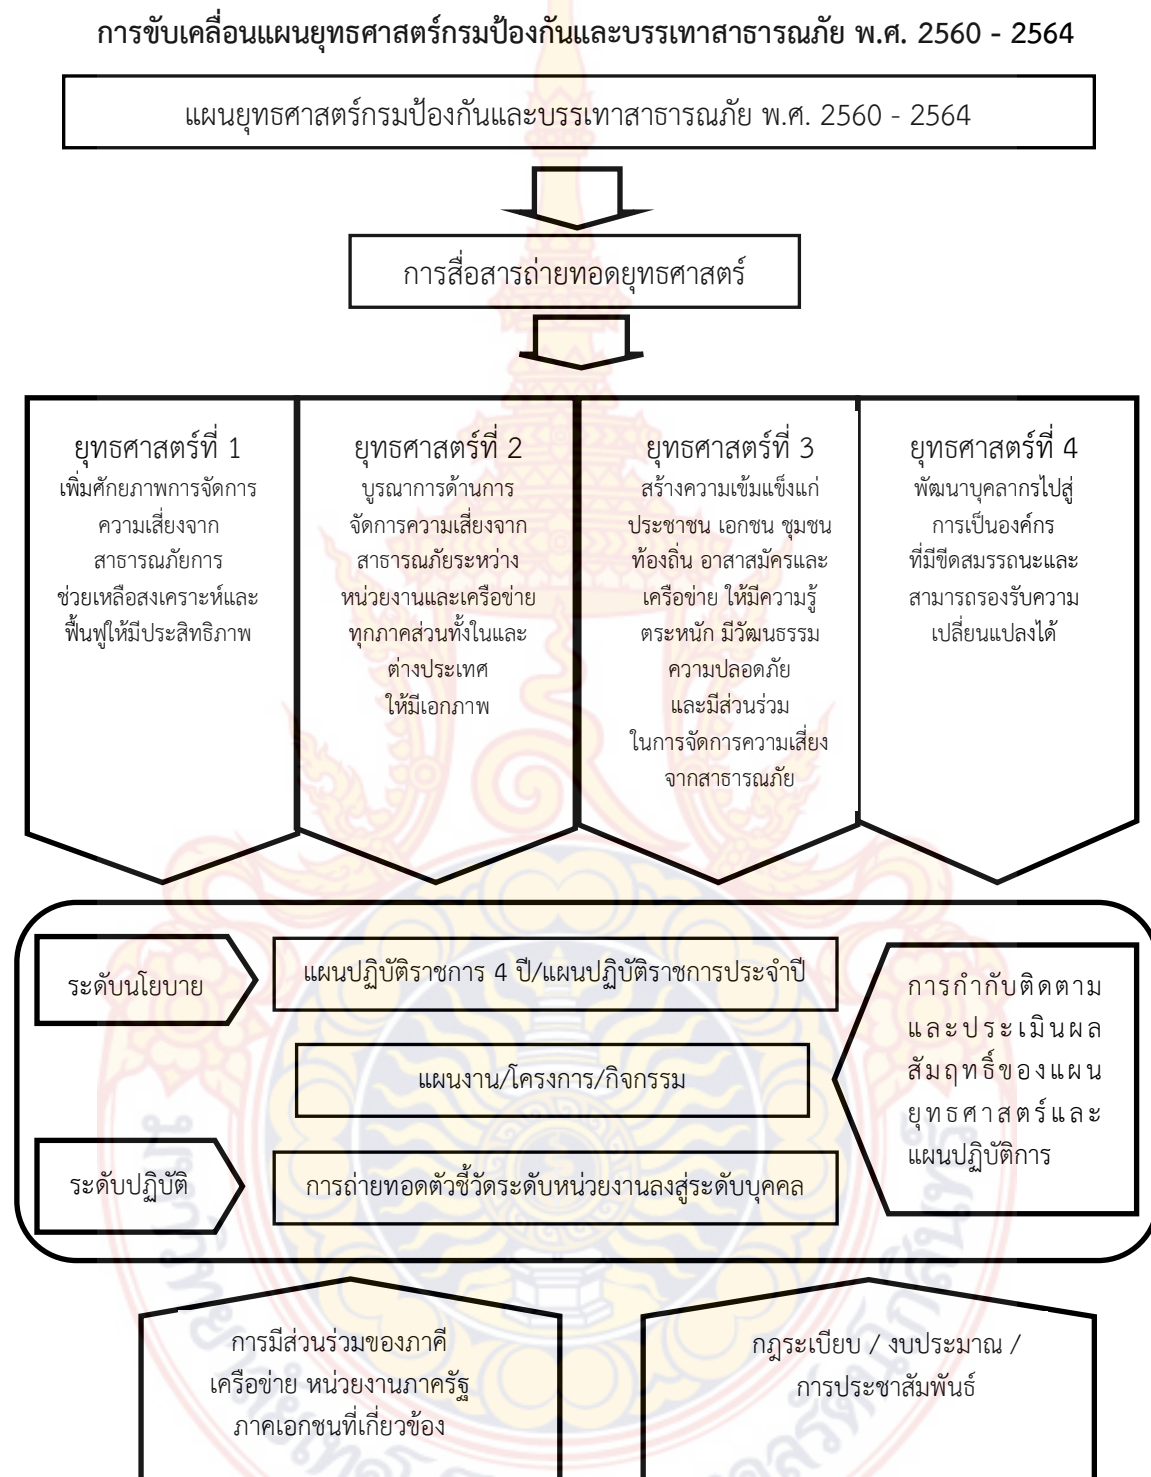 การขับเคลื่อนแผนยุทธศาสตร์กรมป้องกันและบรรเทาสาธารณภัย พ.ศ. 2560 - 2564
แผนยุทธศาสตร์กรมป้องกันและบรรเทาสาธารณภัย พ.ศ. 2560 - 2564
การสื่อสารถ่ายทอดยุทธศาสตร์
ยุทธศาสตร์ที่ 1
เพิ่มศักยภาพการจัดการ
ความเสี่ยงจาก
สาธารณภัยการ
ช่วยเหลือสงเคราะห์และ
ฟื้นฟูให้มีประสิทธิภาพ
ยุทธศาสตร์ที่ 2
บูรณาการด้านการ
จัดการความเสี่ยงจาก
สาธารณภัยระหว่าง
หน่วยงานและเครือข่าย
ทุกภาคส่วนทั้งในและ
ต่างประเทศ
ให้มีเอกภาพ
ยุทธศาสตร์ที่ 3
สร้างความเข้มแข็งแก่
ประชาชน เอกชน ชุมชน
ท้องถิ่น อาสาสมัครและ
เครือข่าย ให้มีความรู้
ตระหนัก มีวัฒนธรรม
ความปลอดภัย
และมีส่วนร่วม
ในการจัดการความเสี่ยง
จากสาธารณภัย
ยุทธศาสตร์ที่ 4
พัฒนาบุคลากรไปสู่
การเป็นองค์กร
ที่มีขีดสมรรถนะและ
สามารถรองรับความ
เปลี่ยนแปลงได้
ระดับนโยบาย
แผนปฏิบัติราชการ 4 ปี/แผนปฏิบัติราชการประจำปี
แผนงาน/โครงการ/กิจกรรม
ระดับปฏิบัติ
การถ่ายทอดตัวชี้วัดระดับหน่วยงานลงสู่ระดับบุคคล
การกำกับติดตาม
และประเมินผล
สัมฤทธิ์ของแผน
ยุทธศาสตร์และ
แผนปฏิบัติการ
การมีส่วนร่วมของภาคี
เครือข่าย หน่วยงานภาครัฐ
ภาคเอกชนที่เกี่ยวข้อง
กฎระเบียบ / งบประมาณ /
การประชาสัมพันธ์